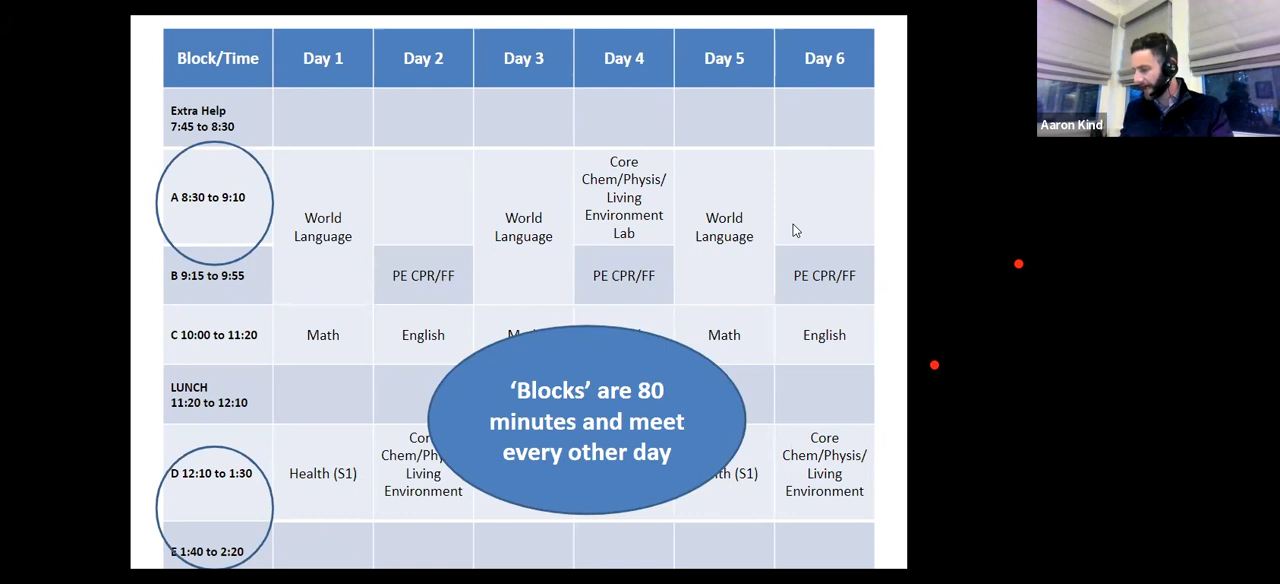 Block/Time Day 1 Day 2 Day 3 Day 4 Day 5 Day 6
Extra Help
7:45 to 8:30
A 8:30 to 9:10
World
Language
World
Language
Core
Chem/Physis/
Living
Environment
Lab
World
Language
B 9:15 to 9:55
PE CPR/FF
PE CPR/FF
PE CPR/FF
C 10:00 to 11:20
Math
English
Math
English
LUNCH
11:20 to 12:10
D 12:10 to 1:30
Health (S1)
Living
Environment
(S1)
Core
Chem/Physis/
Living
Environment
E 1:40 to 2:20
‘Blocks’ are 80
minutes and meet
every other day
Aaron Kind